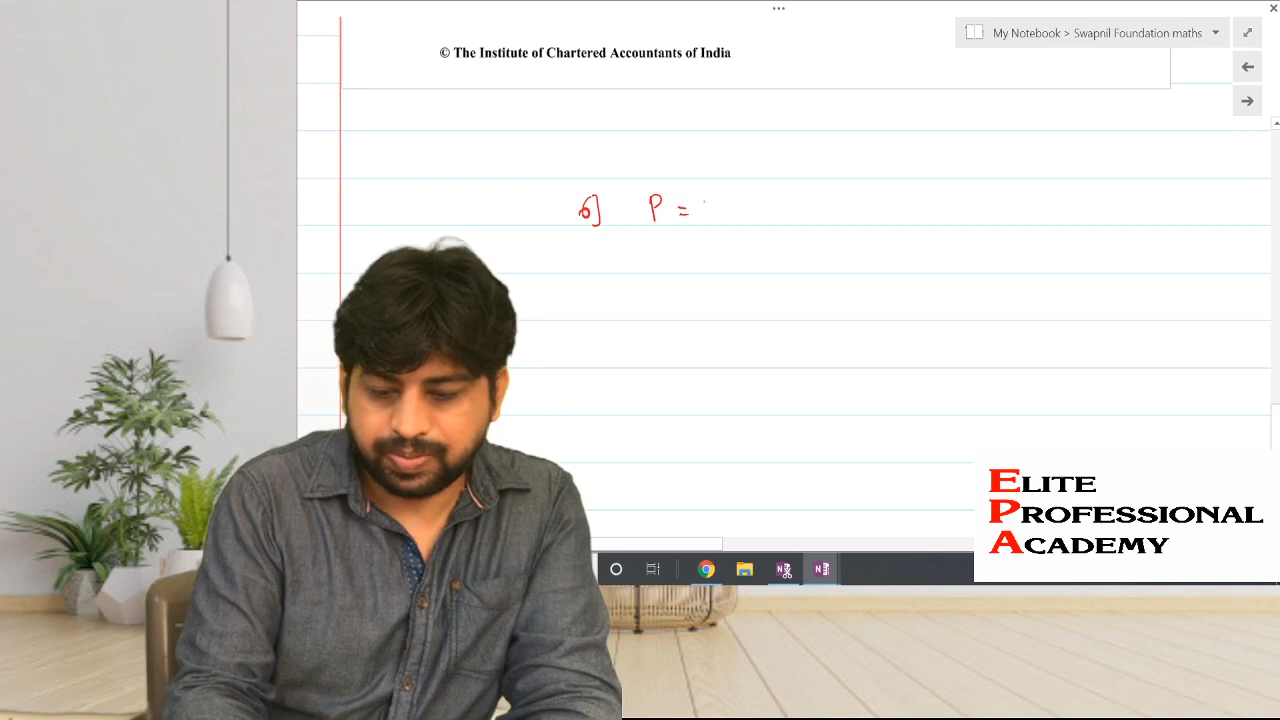 My Notebook > Swapnil Foundation maths
© The Institute of Chartered Accountants of India
6] P =
ELITE
PROFESSIONAL
ACADEMY